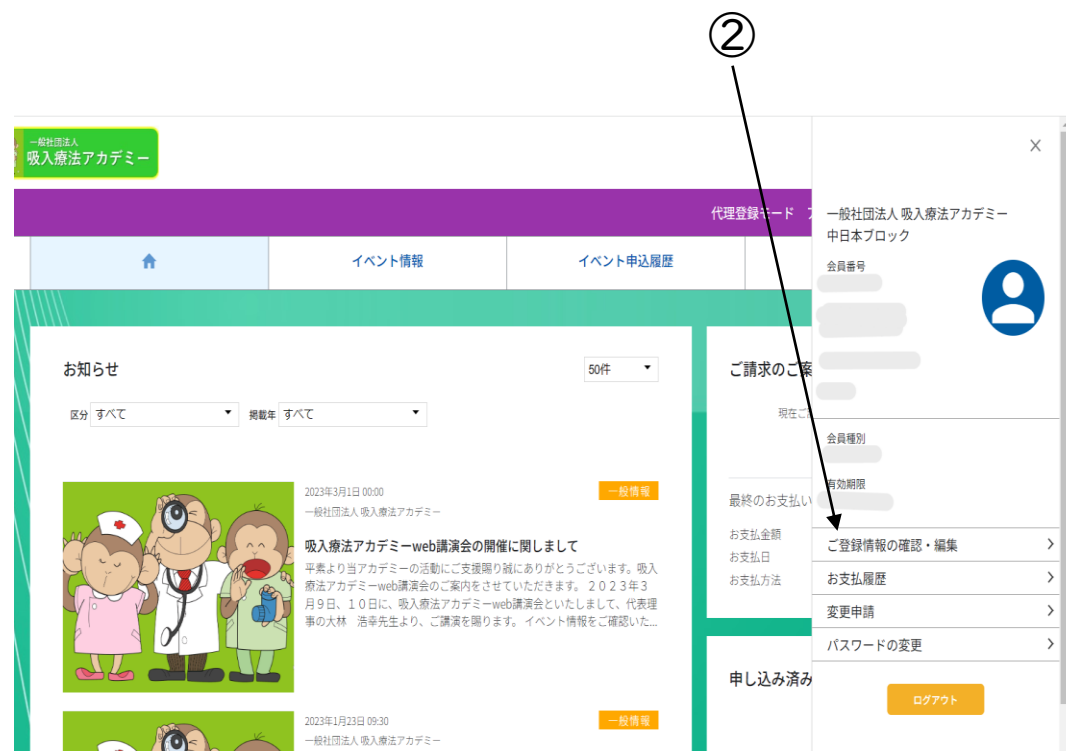 ②
一般社団法人
吸入療法アカデミー
代理登録モード
イベント情報
イベント申込履歴
お知らせ
50件
区分 すべて
掲載年 すべて
2023年3月1日 00:00
一般情報
一般社団法人 吸入療法アカデミー
吸入療法アカデミーweb講演会の開催に関しまして
平素より当アカデミーの活動にご支援賜り誠にありがとうございます。吸入
療法アカデミーweb講演会のご案内をさせていただきます。 ２０２３年３
月９日、１０日に、吸入療法アカデミーweb講演会といたしまして、代表理
事の大林　浩幸先生より、ご講演を賜ります。 イベント情報をご確認いた...
2023年1月23日 09:30
一般情報
一般社団法人 吸入療法アカデミー
ご請求のご案
現在ご
最終のお支払い
お支払金額
お支払日
お支払方法
申し込み済み
X
一般社団法人 吸入療法アカデミー
中日本ブロック
会員番号
会員種別
有効期限
ご登録情報の確認・編集
お支払履歴
変更申請
パスワードの変更
ログアウト